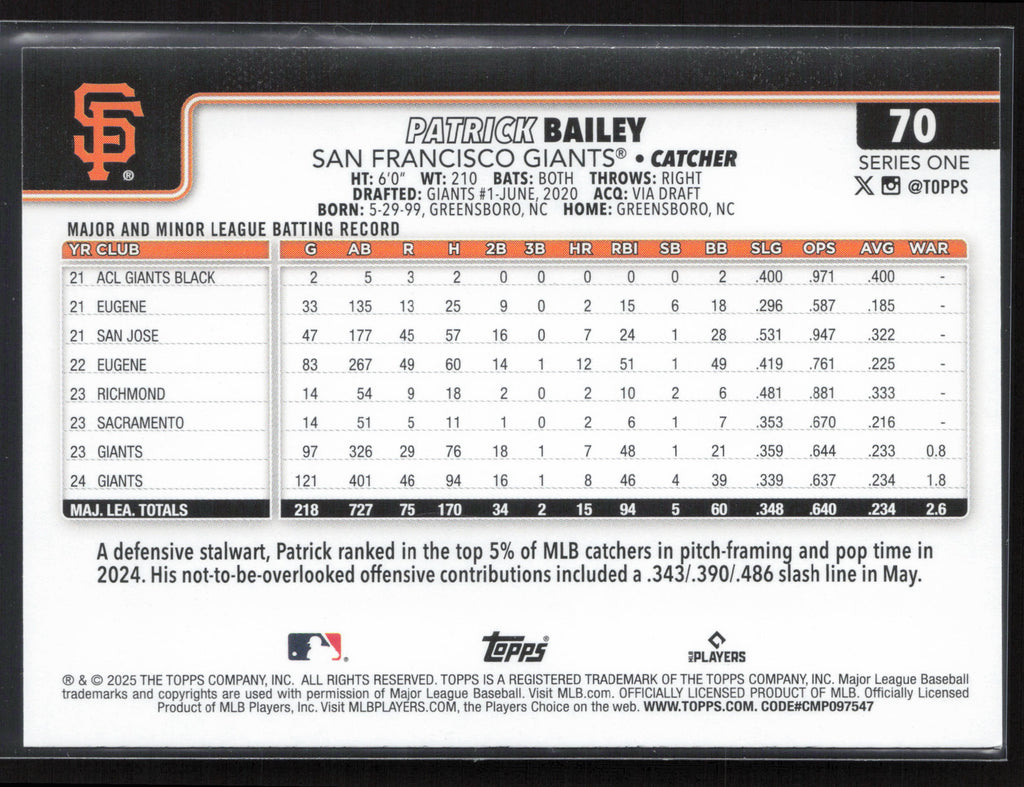 SF ®
70
PATRICK BAILEY
SAN FRANCISCO GIANTS® • CATCHER
SERIES ONE
HT: 6'0" WT: 210 BATS: BOTH THROWS: RIGHT
X @TOPPS
DRAFTED: GIANTS #1-JUNE, 2020 ACQ: VIA DRAFT
BORN: 5-29-99, GREENSBORO, NC HOME: GREENSBORO, NC
MAJOR AND MINOR LEAGUE BATTING RECORD
YR CLUB G AB R H 2B 3B HR RBI SB BB SLG OPS AVG WAR
21 ACL GIANTS BLACK 2 5 3 2 0 0 0 0 0 2 .400 .971 .400 -
21 EUGENE 33 135 13 25 9 0 2 15 6 18 .296 .587 .185 -
21 SAN JOSE 47 177 45 57 16 0 7 24 1 28 .531 .947 .322 -
22 EUGENE 83 267 49 60 14 1 12 51 1 49 .419 .761 .225 -
23 RICHMOND 14 54 9 18 2 0 2 10 2 6 .481 .881 .333 -
23 SACRAMENTO 14 51 5 11 1 0 2 6 1 7 .353 .670 .216 -
23 GIANTS 97 326 29 76 18 1 7 48 1 21 .359 .644 .233 0.8
24 GIANTS 121 401 46 94 16 1 8 46 4 39 .339 .637 .234 1.8
MAJ. LEA. TOTALS 218 727 75 170 34 2 15 94 5 60 .348 .640 .234 2.6
A defensive stalwart, Patrick ranked in the top 5% of MLB catchers in pitch-framing and pop time in
2024. His not-to-be-overlooked offensive contributions included a .343/.390/.486 slash line in May.
® Topps® MLB PLAYERS
® & © 2025 THE TOPPS COMPANY, INC. ALL RIGHTS RESERVED. TOPPS IS A REGISTERED TRADEMARK OF THE TOPPS COMPANY, INC. Major League Baseball
trademarks and copyrights are used with permission of Major League Baseball. Visit MLB.com. OFFICIALLY LICENSED PRODUCT OF MLB. Officially Licensed
Product of MLB Players, Inc. Visit MLBPLAYERS.COM, the Players Choice on the web. WWW.TOPPS.COM. CODE#CMP097547